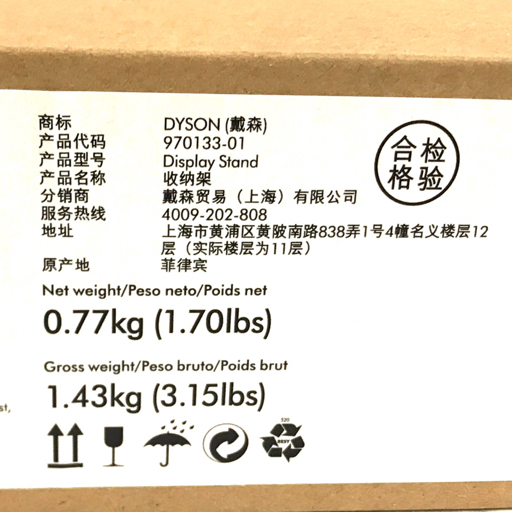 商标 DYSON (戴森)
产品代码 970133-01
产品型号 Display Stand
产品名称 收纳架
分销商 戴森贸易（上海）有限公司
服务热线 4009-202-808
地址 上海市黄浦区黄陂南路838弄1号4幢名义楼层12
层（实际楼层为11层）
原产地 菲律宾
合检
格验
Net weight/Peso neto/Poids net
0.77kg (1.70lbs)
Gross weight/Peso bruto/Poids brut
1.43kg (3.15lbs)
st,
S20